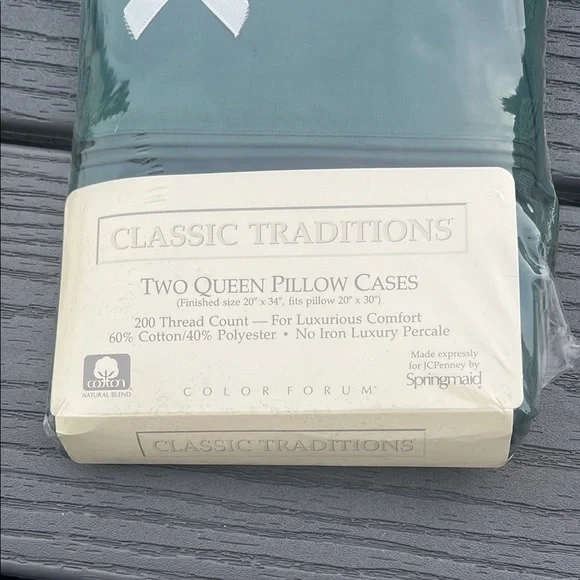 CLASSIC TRADITIONS™
TWO QUEEN PILLOW CASES
(Finished size 20" x 34", fits pillow 20" x 30")
200 Thread Count — For Luxurious Comfort
60% Cotton/40% Polyester • No Iron Luxury Percale
Made expressly
for JCPenney by
Springmaid
cotton
NATURAL BLEND
COLOR FORUM™
CLASSIC TRADITIONS